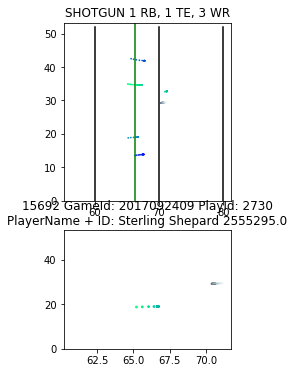 SHOTGUN 1 RB, 1 TE, 3 WR
50
40
30
20
10
0
60 70 80
15692 GameId: 2017092409 PlayId: 2730
PlayerName + ID: Sterling Shepard 2555295.0
40
20
0
62.5 65.0 67.5 70.0